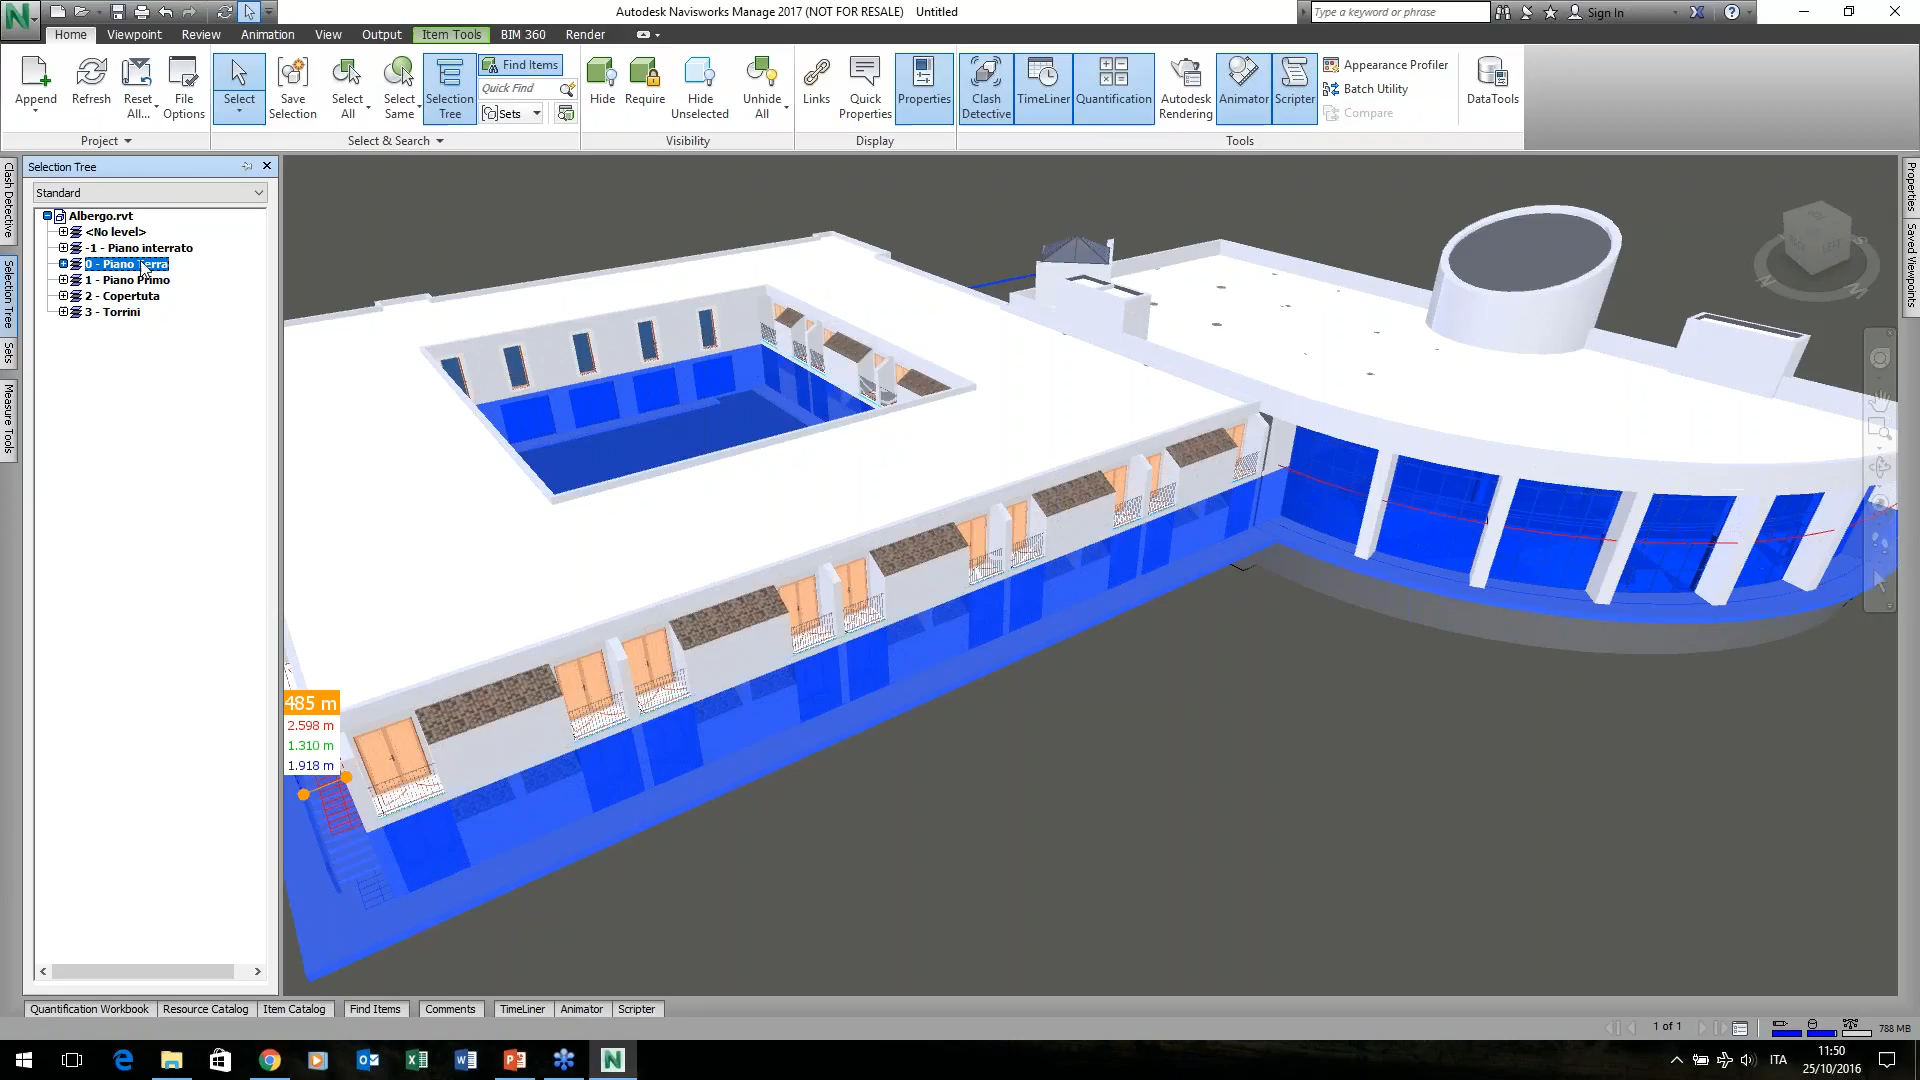 Autodesk Navisworks Manage 2017 (NOT FOR RESALE) Untitled
Type a keyword or phrase
Sign In
Home Viewpoint Review Animation View Output Item Tools BIM 360 Render
Append
Refresh
Reset All...
File Options
Project
Select
Save Selection
Select All
Select Same
Selection Tree
Find Items
Quick Find
Sets
Select & Search
Hide
Require
Hide Unselected
Unhide All
Visibility
Links
Quick Properties
Properties
Display
Clash Detective
TimeLiner
Quantification
Autodesk Rendering
Animator
Scripter
Appearance Profiler
Batch Utility
Compare
Tools
DataTools
Clash Detective
Selection Tree
Sets
Measure Tools
Selection Tree
Standard
Albergo.rvt
<No level>
-1 - Piano interrato
0 - Piano Terra
1 - Piano Primo
2 - Copertuta
3 - Torrini
485 m
2.598 m
1.310 m
1.918 m
LEFT
Properties
Saved Viewpoints
Quantification Workbook Resource Catalog Item Catalog Find Items Comments TimeLiner Animator Scripter
1 of 1
788 MB
ITA
11:50
25/10/2016